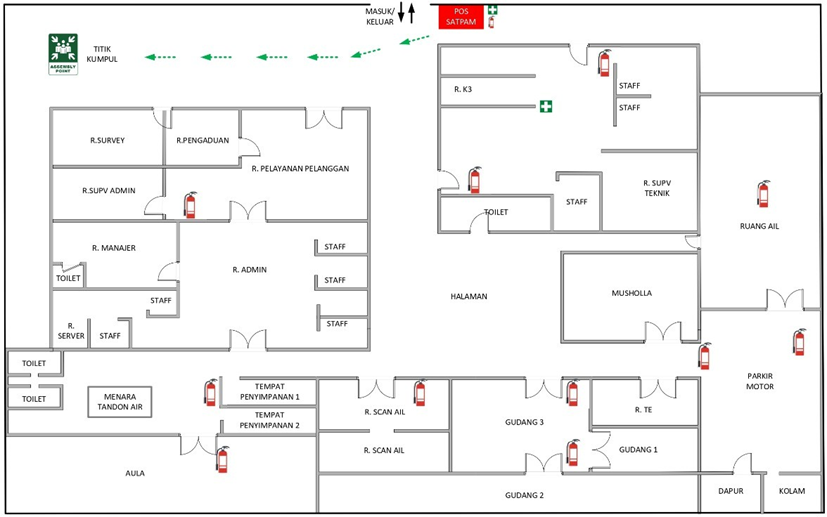 MASUK/
KELUAR
POS
SATPAM
ASSEMBLY
POINT
TITIK
KUMPUL
R. K3
STAFF
STAFF
R.SURVEY
R.PENGADUAN
R. PELAYANAN PELANGGAN
R.SUPV ADMIN
R. SUPV
TEKNIK
STAFF
TOILET
RUANG AIL
R. MANAJER
TOILET
R. ADMIN
STAFF
STAFF
STAFF
STAFF
R.
SERVER
STAFF
HALAMAN
MUSHOLLA
TOILET
TOILET
MENARA
TANDON AIR
TEMPAT
PENYIMPANAN 1
TEMPAT
PENYIMPANAN 2
R. SCAN AIL
R. SCAN AIL
GUDANG 3
R. TE
GUDANG 1
PARKIR
MOTOR
AULA
GUDANG 2
DAPUR
KOLAM